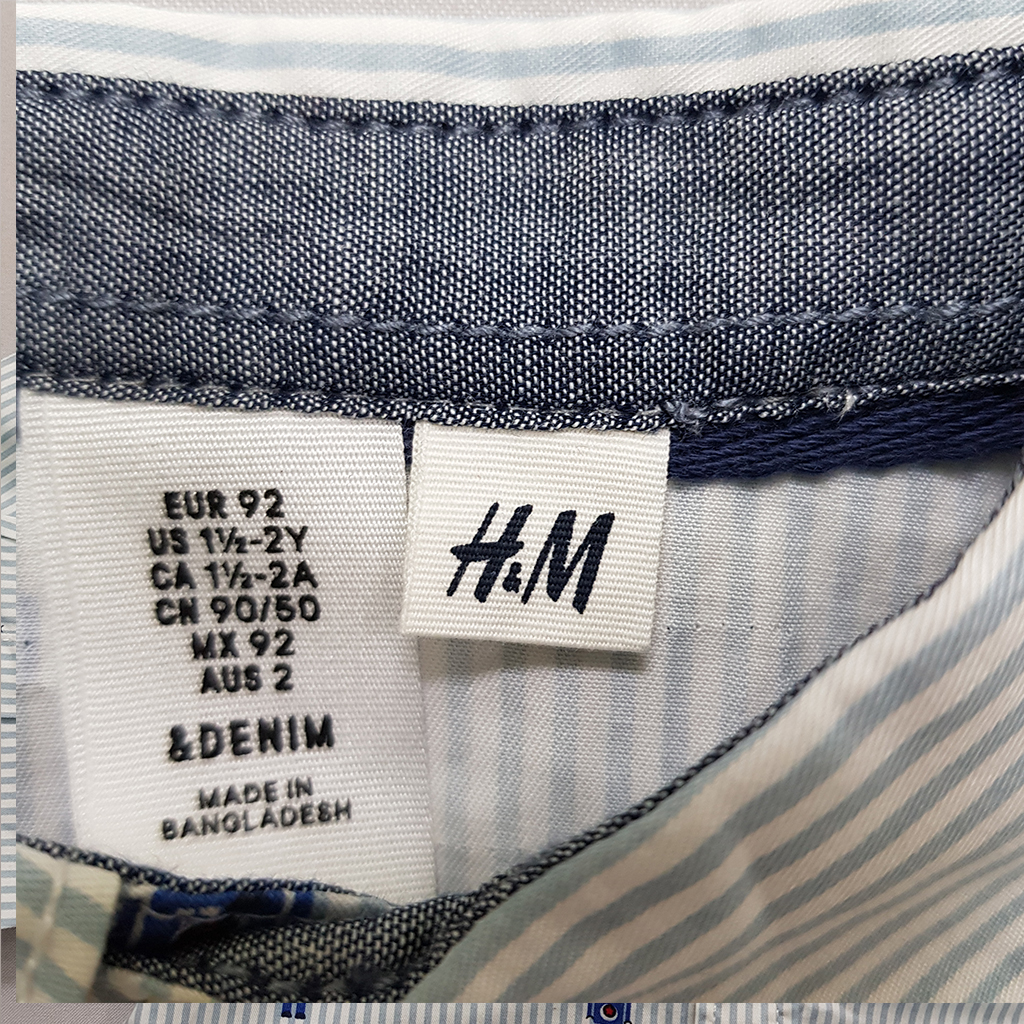 EUR 92
US 1½-2Y
CA 1½-2A
CN 90/50
MX 92
AUS 2
&DENIM
MADE IN
BANGLADESH
H&M